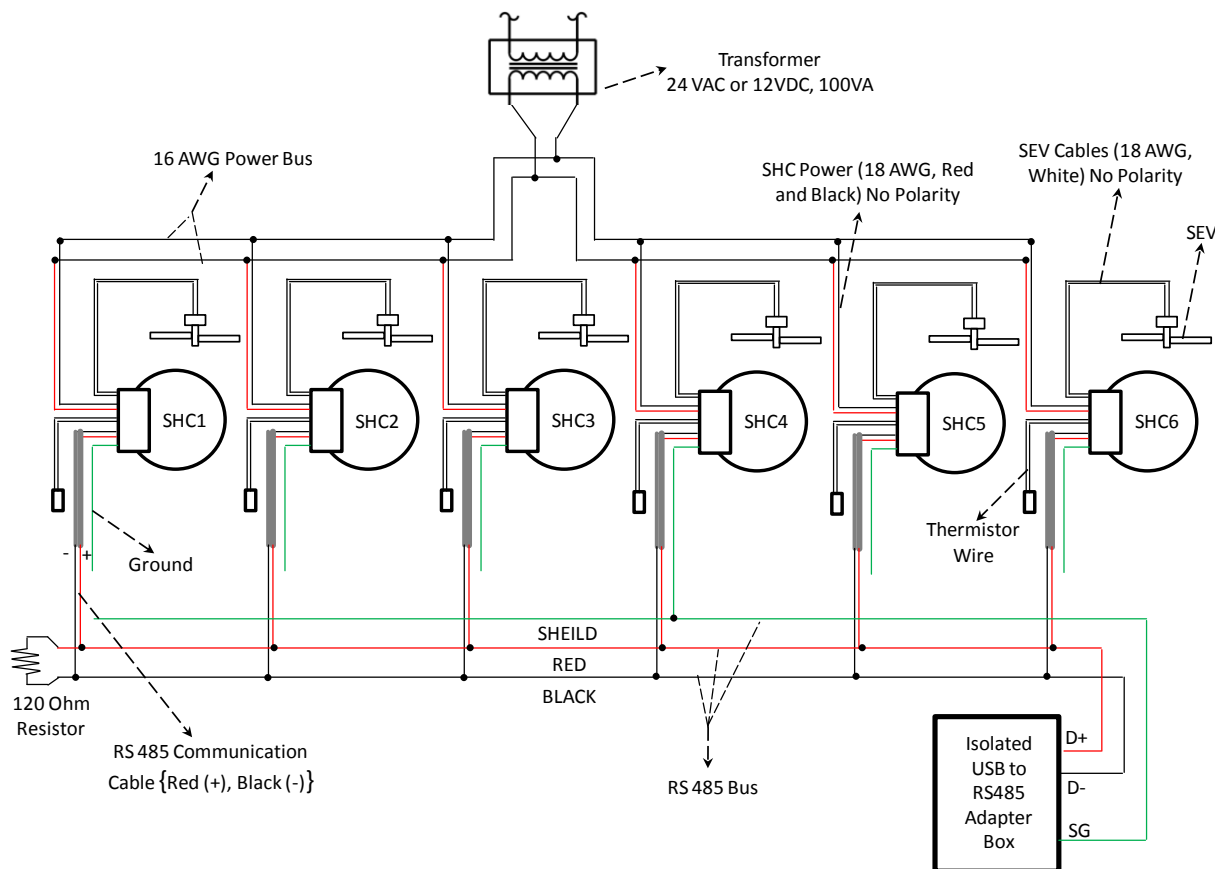 Transformer
24 VAC or 12VDC, 100VA
16 AWG Power Bus
SHC Power (18 AWG, Red
and Black) No Polarity
SEV Cables (18 AWG,
White) No Polarity
SEV
SHC1
SHC2
SHC3
SHC4
SHC5
SHC6
- +
Ground
Thermistor
Wire
SHEILD
RED
BLACK
120 Ohm
Resistor
RS 485 Communication
Cable {Red (+), Black (-)}
RS 485 Bus
Isolated
USB to
RS485
Adapter
Box
D+
D-
SG